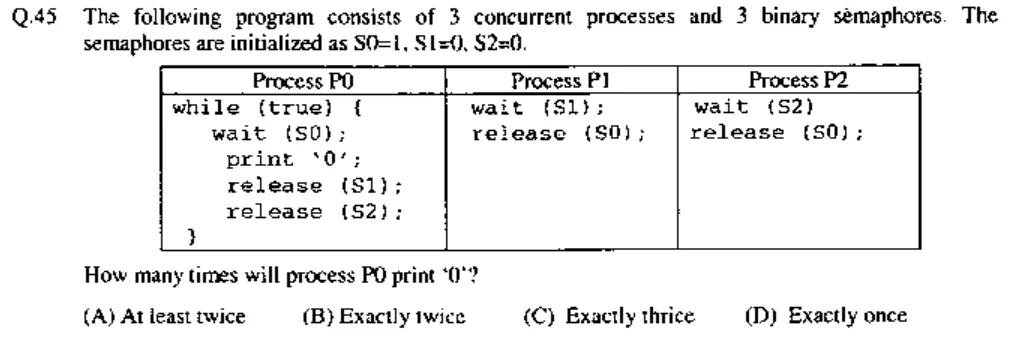 Q.45 The following program consists of 3 concurrent processes and 3 binary semaphores. The
semaphores are initialized as S0=1, S1=0, S2=0.
Process P0 Process P1 Process P2
while (true) { wait (S1); wait (S2)
wait (S0); release (S0); release (S0);
print '0';
release (S1);
release (S2);
}
How many times will process P0 print '0'?
(A) At least twice (B) Exactly twice (C) Exactly thrice (D) Exactly once